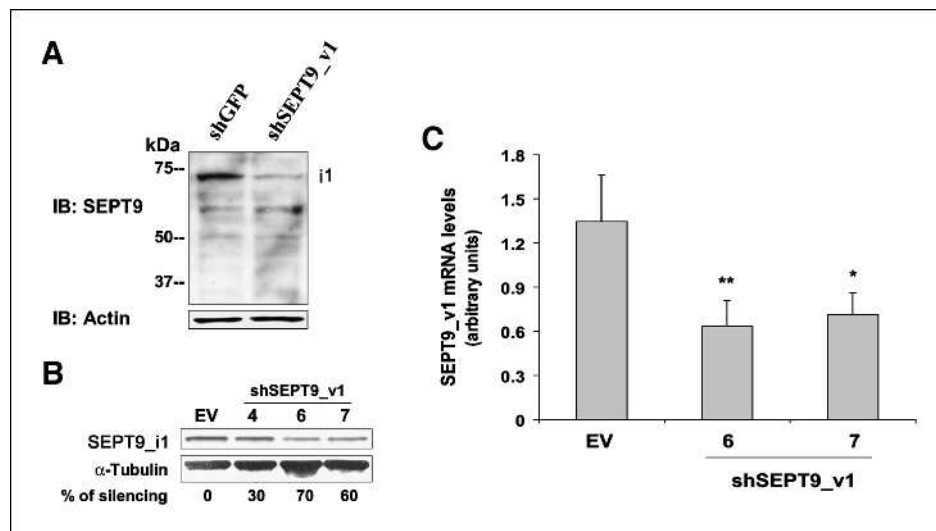 A
shGFP
shSEPT9_v1
kDa
75--
i1
IB: SEPT9
50--
37--
IB: Actin
B
shSEPT9_v1
EV 4 6 7
SEPT9_i1
α-Tubulin
% of silencing 0 30 70 60
C
SEPT9_v1 mRNA levels
(arbitrary units)
1.8
1.5
1.2
0.9
0.6
0.3
0
**
*
EV 6 7
shSEPT9_v1